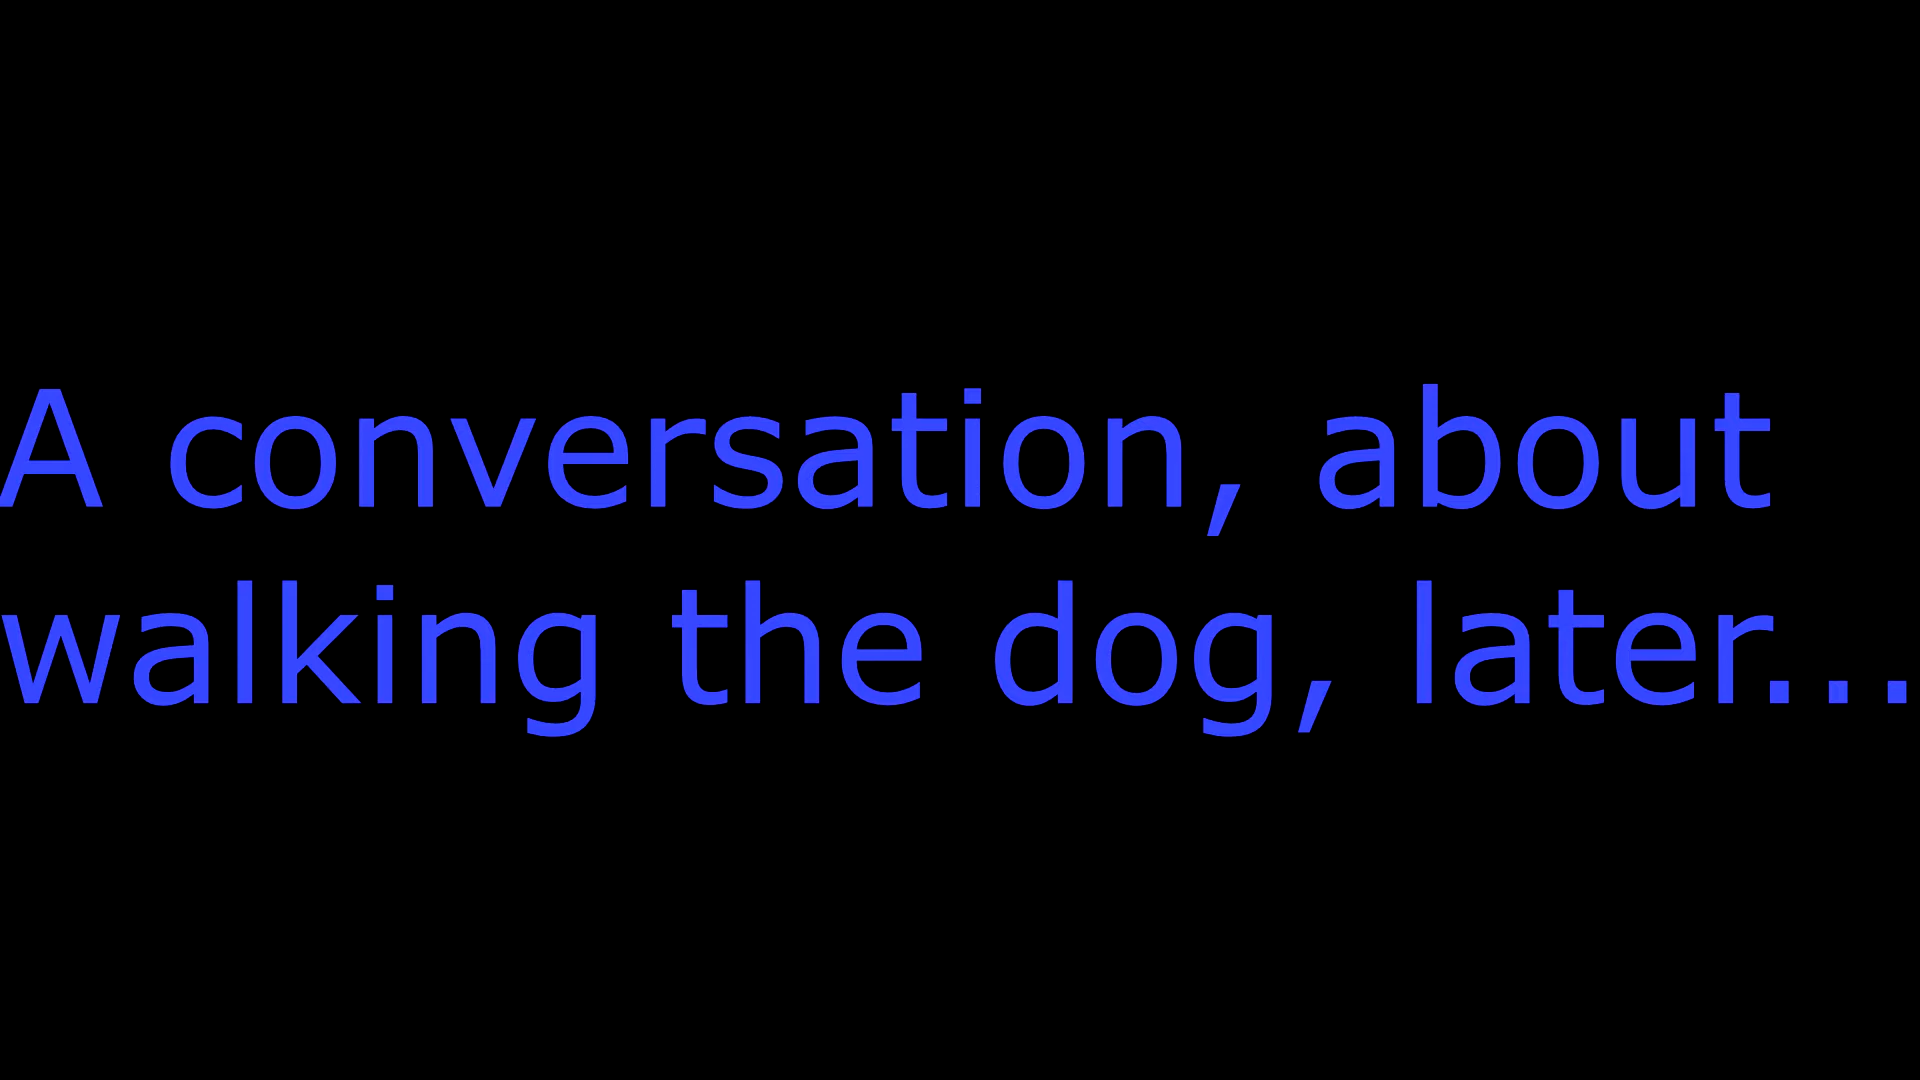 A conversation, about
walking the dog, later...